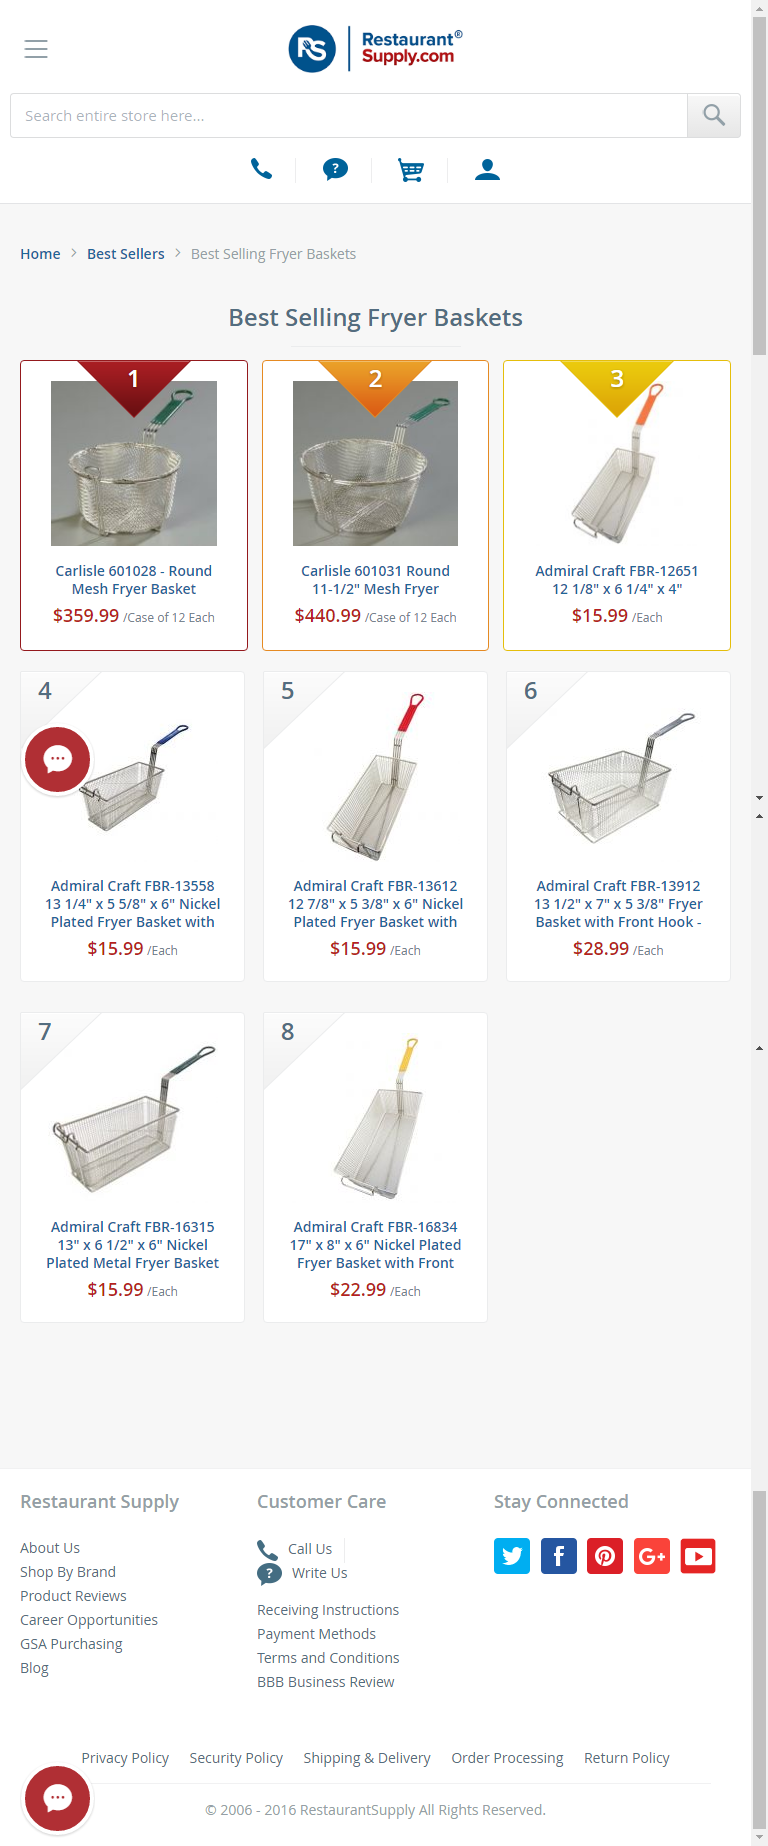 RS
Restaurant®
Supply.com
Search entire store here...
?
Home
Best Sellers
Best Selling Fryer Baskets
Best Selling Fryer Baskets
1
Carlisle 601028 - Round
Mesh Fryer Basket
$359.99 /Case of 12 Each
2
Carlisle 601031 Round
11-1/2" Mesh Fryer
$440.99 /Case of 12 Each
3
Admiral Craft FBR-12651
12 1/8" x 6 1/4" x 4"
$15.99 /Each
4
Admiral Craft FBR-13558
13 1/4" x 5 5/8" x 6" Nickel
Plated Fryer Basket with
$15.99 /Each
5
Admiral Craft FBR-13612
12 7/8" x 5 3/8" x 6" Nickel
Plated Fryer Basket with
$15.99 /Each
6
Admiral Craft FBR-13912
13 1/2" x 7" x 5 3/8" Fryer
Basket with Front Hook -
$28.99 /Each
7
Admiral Craft FBR-16315
13" x 6 1/2" x 6" Nickel
Plated Metal Fryer Basket
$15.99 /Each
8
Admiral Craft FBR-16834
17" x 8" x 6" Nickel Plated
Fryer Basket with Front
$22.99 /Each
Restaurant Supply
About Us
Shop By Brand
Product Reviews
Career Opportunities
GSA Purchasing
Blog
Customer Care
Call Us
? Write Us
Receiving Instructions
Payment Methods
Terms and Conditions
BBB Business Review
Stay Connected
f
G+
Privacy Policy Security Policy Shipping & Delivery Order Processing Return Policy
© 2006 - 2016 RestaurantSupply All Rights Reserved.